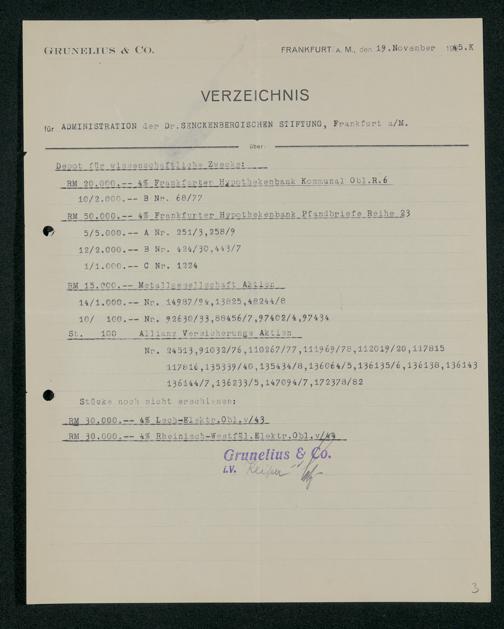 GRUNELIUS & CO.
FRANKFURT A. M., den 19.November 1945.K
VERZEICHNIS
für ADMINISTRATION der Dr.SENCKENBERGISCHEN STIFTUNG, Frankfurt a/M.
über:
Depot für wissenschaftliche Zwecke:
RM 20.000.-- 4% Frankfurter Hypothekenbank Kommunal Obl.R.6
10/2.000.-- B Nr. 68/77
RM 50.000.-- 4% Frankfurter Hypothekenbank Pfandbriefe Reihe 23
5/5.000.-- A Nr. 251/3,258/9
12/2.000.-- B Nr. 424/30,443/7
1/1.000.-- C Nr. 1224
RM 15.000.-- Metallgesellschaft Aktien
14/1.000.-- Nr. 14987/94,13825,48244/8
10/ 100.-- Nr. 92630/33,88456/7,97402/4,97434
St. 100 Allianz Versicherungs Aktien
Nr. 24513,91032/76,110267/77,111969/78,112019/20,117815
117816,135339/40,135434/8,136064/5,136135/6,136138,136143
136144/7,136233/5,147094/7,172378/82
Stücke noch nicht erschienen:
RM 30.000.-- 4% Lech-Elektr.Obl.v/43
RM 30.000.-- 4% Rheinisch-Westfäl.Elektr.Obl.v/44
Grunelius & Co.
i.V.
3